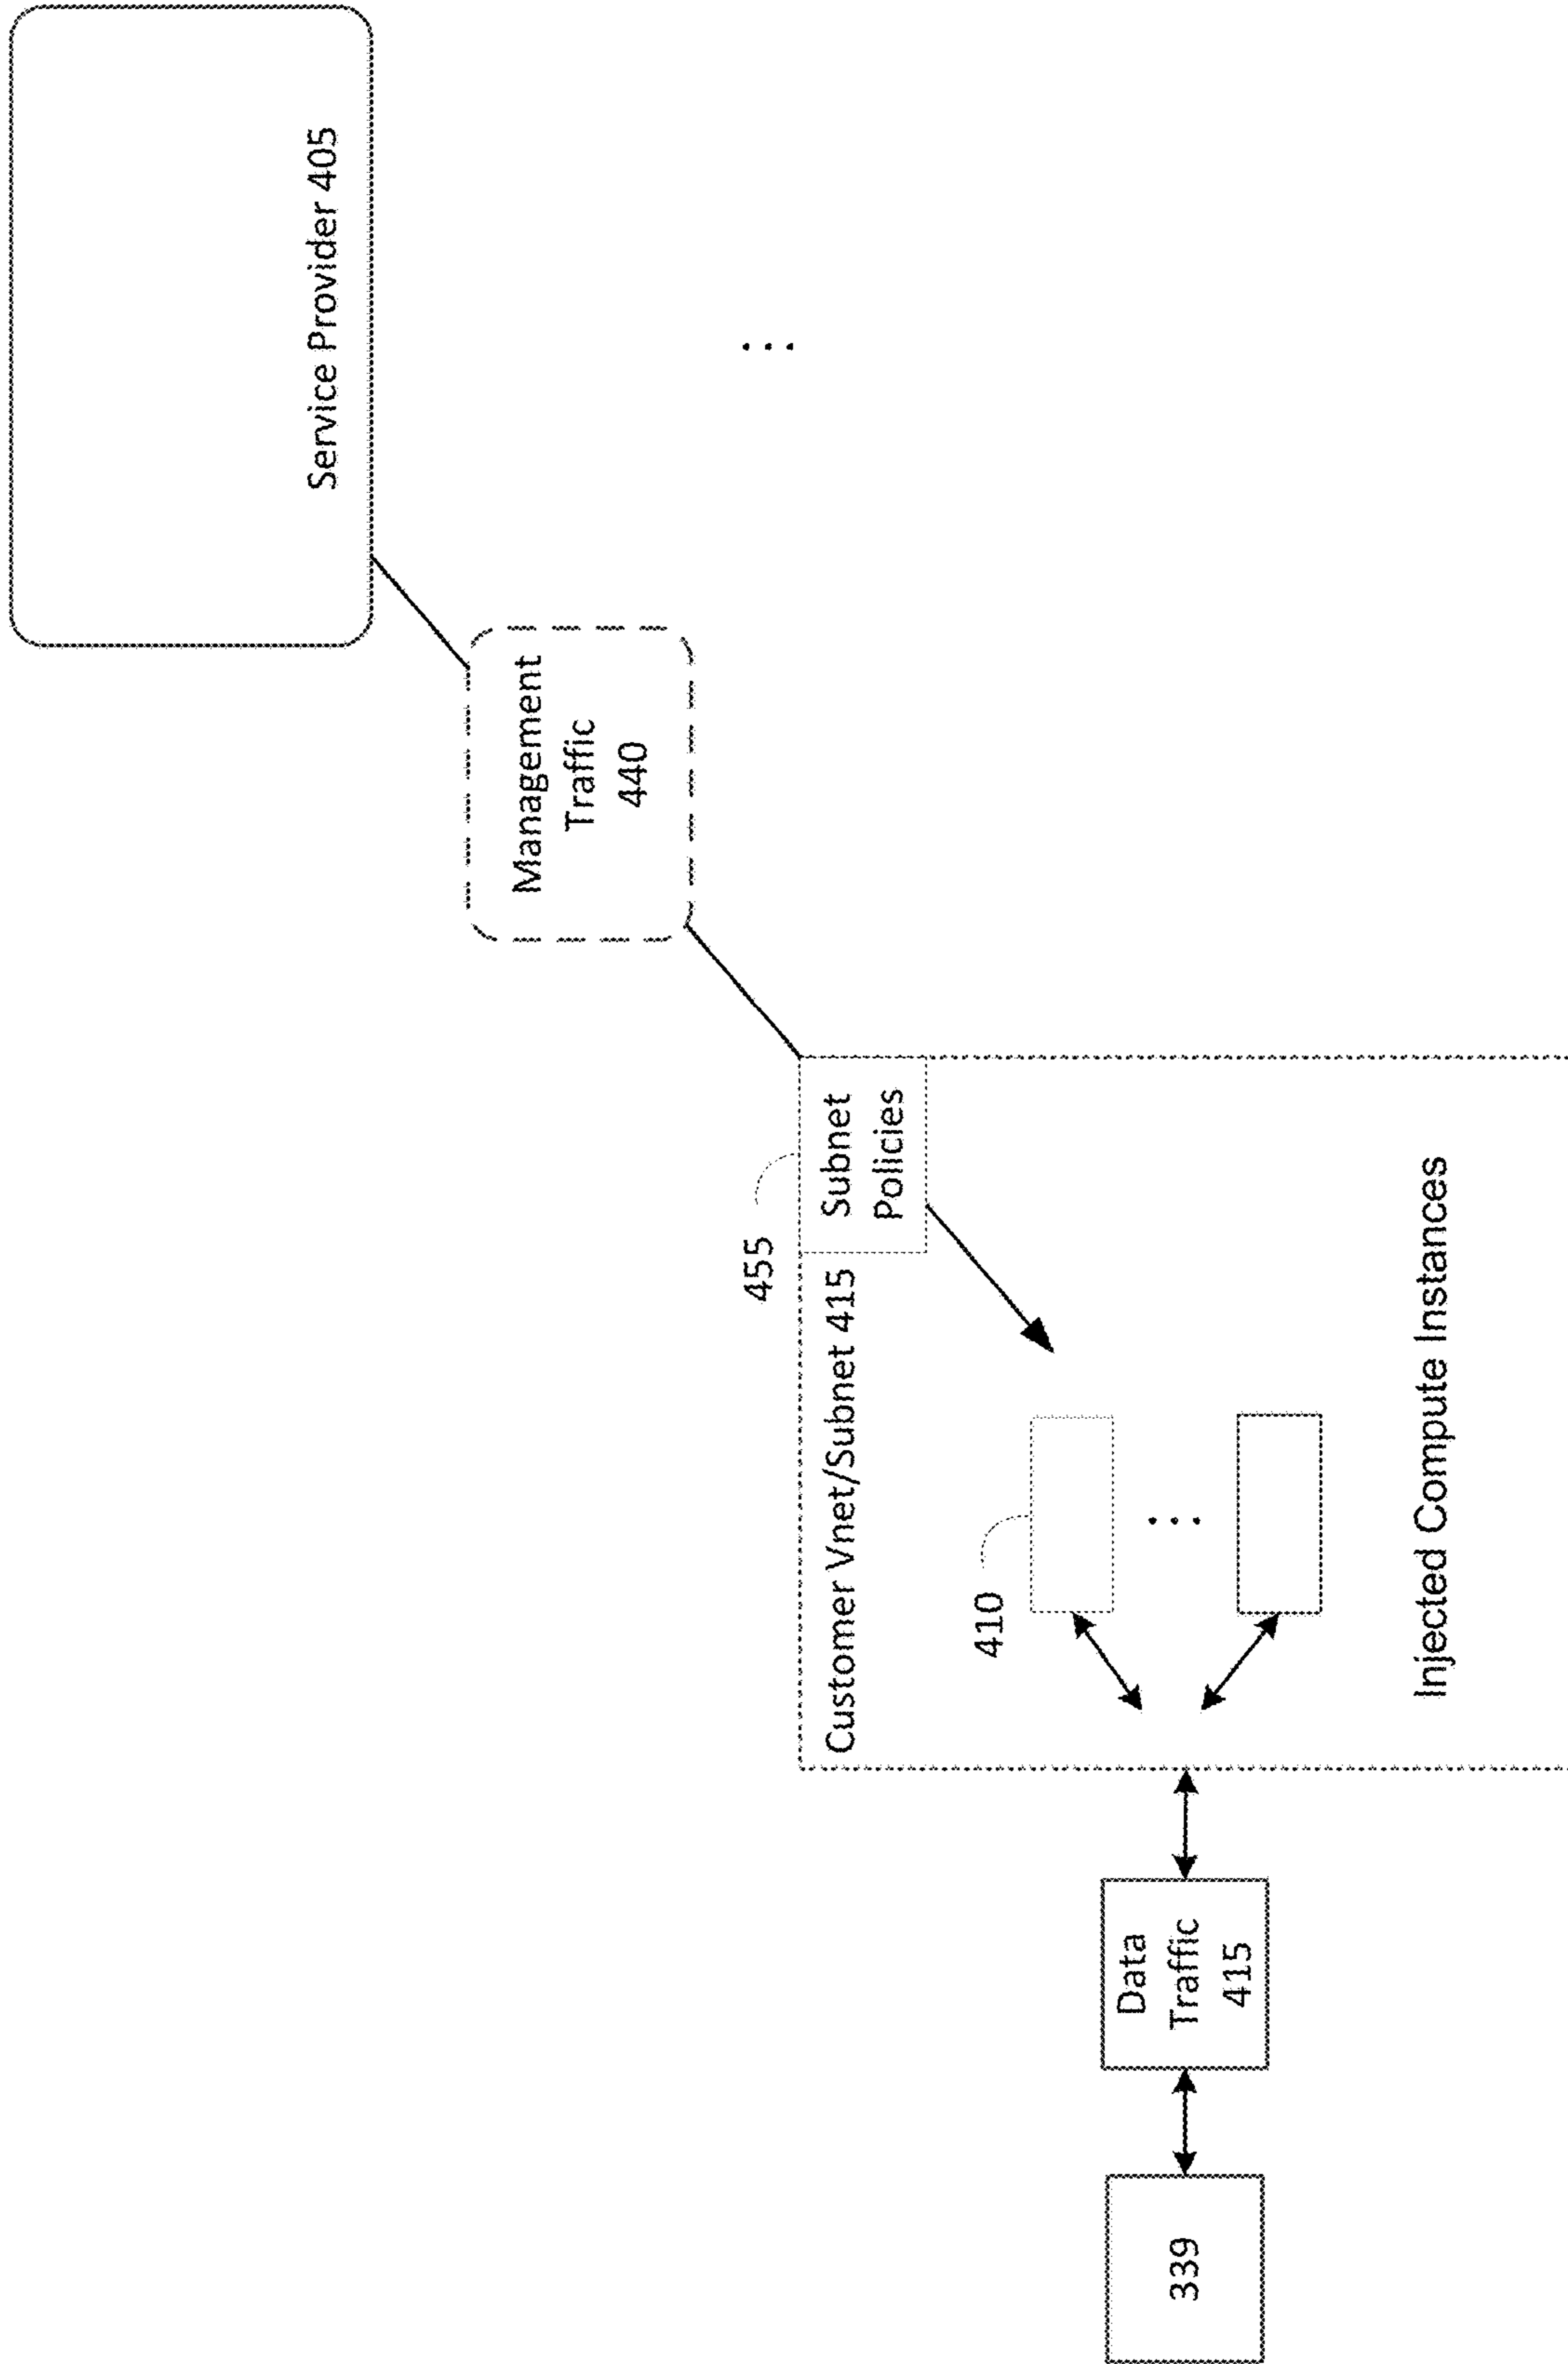 Service Provider 405
Management
Traffic
440
455
Subnet
Policies
Customer Vnet/Subnet 415
410
...
...
Injected Compute Instances
Data
Traffic
415
339